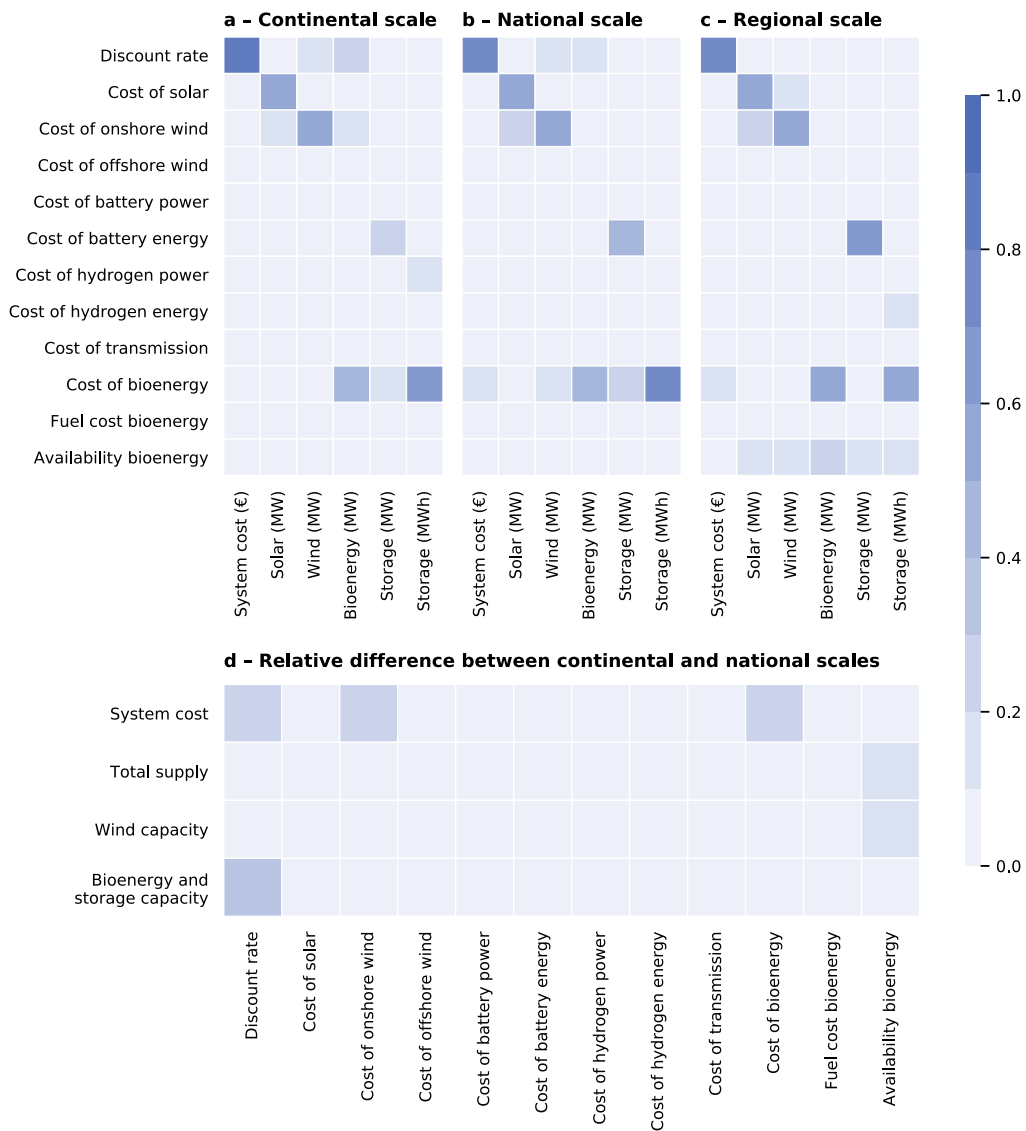 a – Continental scale
b – National scale
c – Regional scale
Discount rate
Cost of solar
Cost of onshore wind
Cost of offshore wind
Cost of battery power
Cost of battery energy
Cost of hydrogen power
Cost of hydrogen energy
Cost of transmission
Cost of bioenergy
Fuel cost bioenergy
Availability bioenergy
System cost (€)
Solar (MW)
Wind (MW)
Bioenergy (MW)
Storage (MW)
Storage (MWh)
System cost (€)
Solar (MW)
Wind (MW)
Bioenergy (MW)
Storage (MW)
Storage (MWh)
System cost (€)
Solar (MW)
Wind (MW)
Bioenergy (MW)
Storage (MW)
Storage (MWh)
1.0
0.8
0.6
0.4
0.2
0.0
d – Relative difference between continental and national scales
System cost
Total supply
Wind capacity
Bioenergy and
storage capacity
Discount rate
Cost of solar
Cost of onshore wind
Cost of offshore wind
Cost of battery power
Cost of battery energy
Cost of hydrogen power
Cost of hydrogen energy
Cost of transmission
Cost of bioenergy
Fuel cost bioenergy
Availability bioenergy